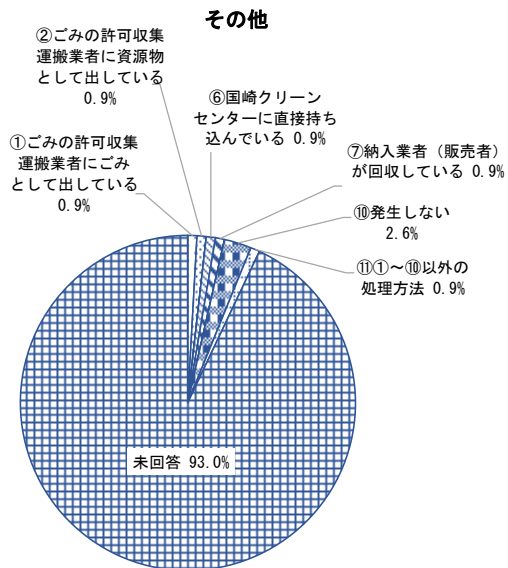 その他
②ごみの許可収集
運搬業者に資源物
として出している
0.9%
⑥国崎クリーン
センターに直接持ち
込んでいる 0.9%
①ごみの許可収集
運搬業者にごみ
として出している
0.9%
⑦納入業者（販売者）
が回収している 0.9%
⑩発生しない
2.6%
⑪①～⑩以外の
処理方法 0.9%
未回答 93.0%